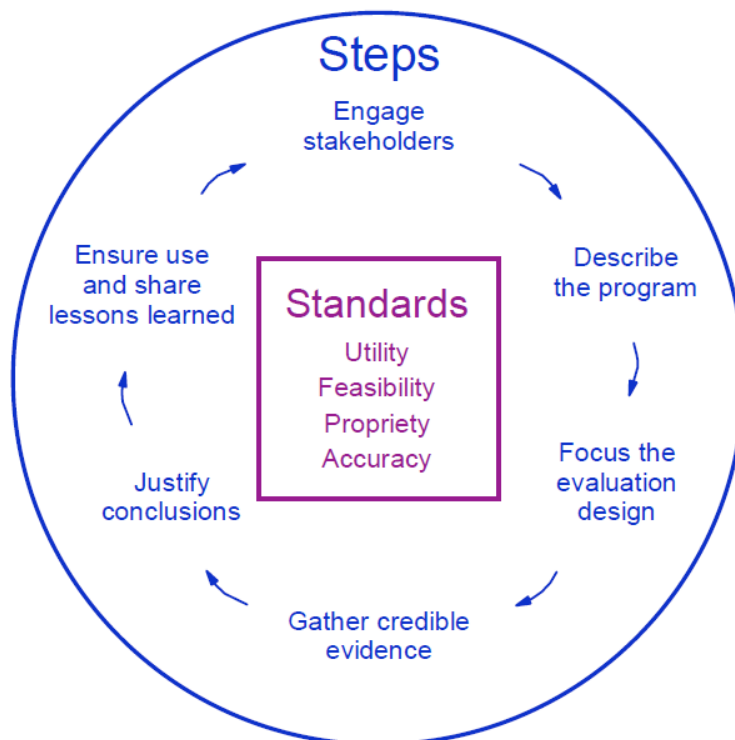 Steps
Engage
stakeholders
Describe
the program
Focus the
evaluation
design
Gather credible
evidence
Justify
conclusions
Ensure use
and share
lessons learned
Standards
Utility
Feasibility
Propriety
Accuracy